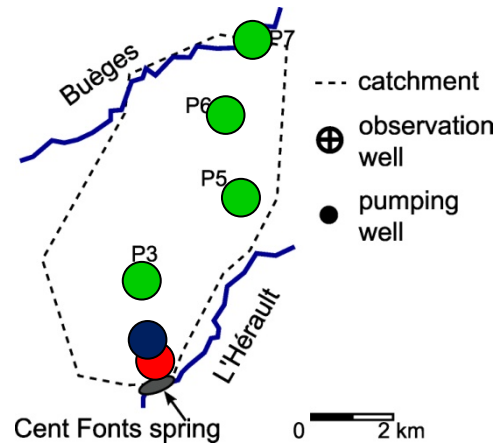 P7
Buèges
P6
P5
P3
L'Hérault
Cent Fonts spring
catchment
observation
well
pumping
well
0 2 km